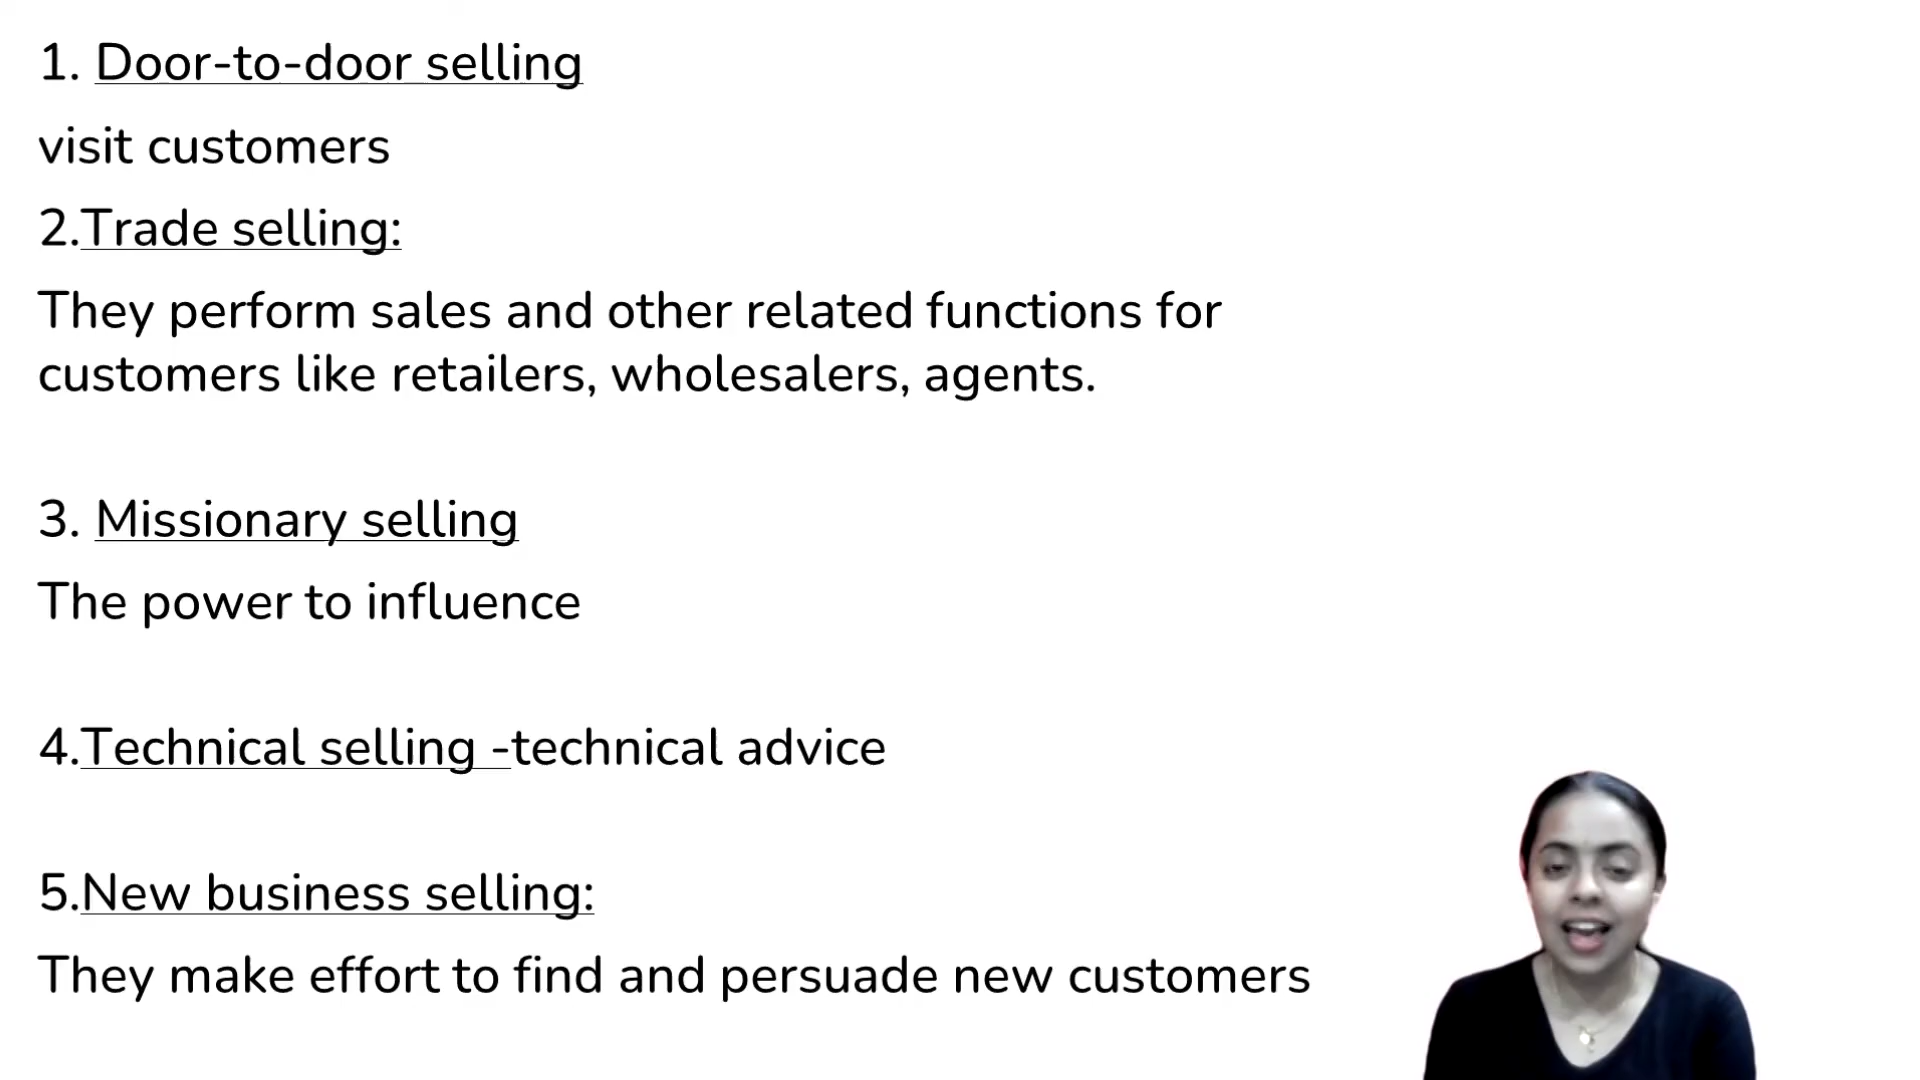 1. Door-to-door selling
visit customers
2.Trade selling:
They perform sales and other related functions for
customers like retailers, wholesalers, agents.
3. Missionary selling
The power to influence
4.Technical selling -technical advice
5.New business selling:
They make effort to find and persuade new customers